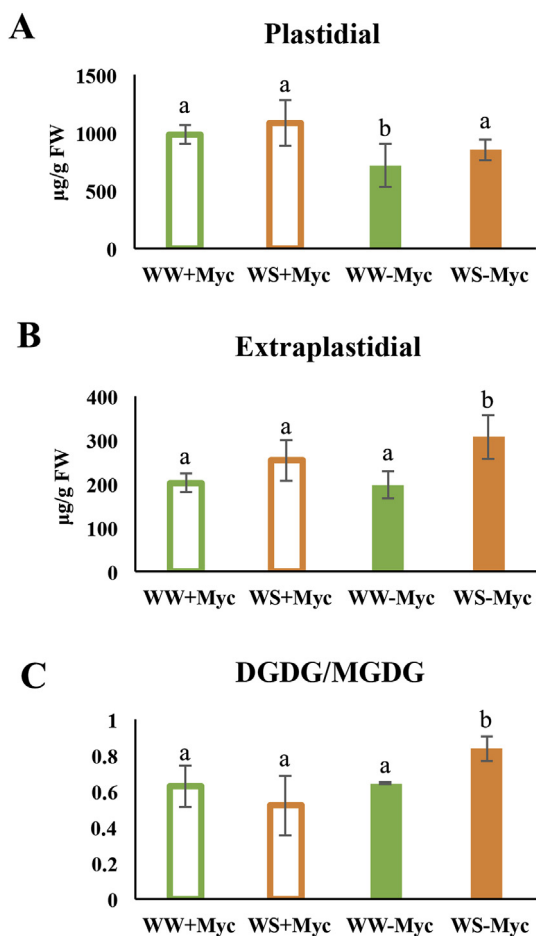 A
Plastidial
µg/g FW
1500
1000
500
0
a
a
b
a
WW+Myc WS+Myc WW-Myc WS-Myc
B
Extraplastidial
µg/g FW
400
300
200
100
0
a
a
a
b
WW+Myc WS+Myc WW-Myc WS-Myc
C
DGDG/MGDG
1
0.8
0.6
0.4
0.2
0
a
a
a
b
WW+Myc WS+Myc WW-Myc WS-Myc